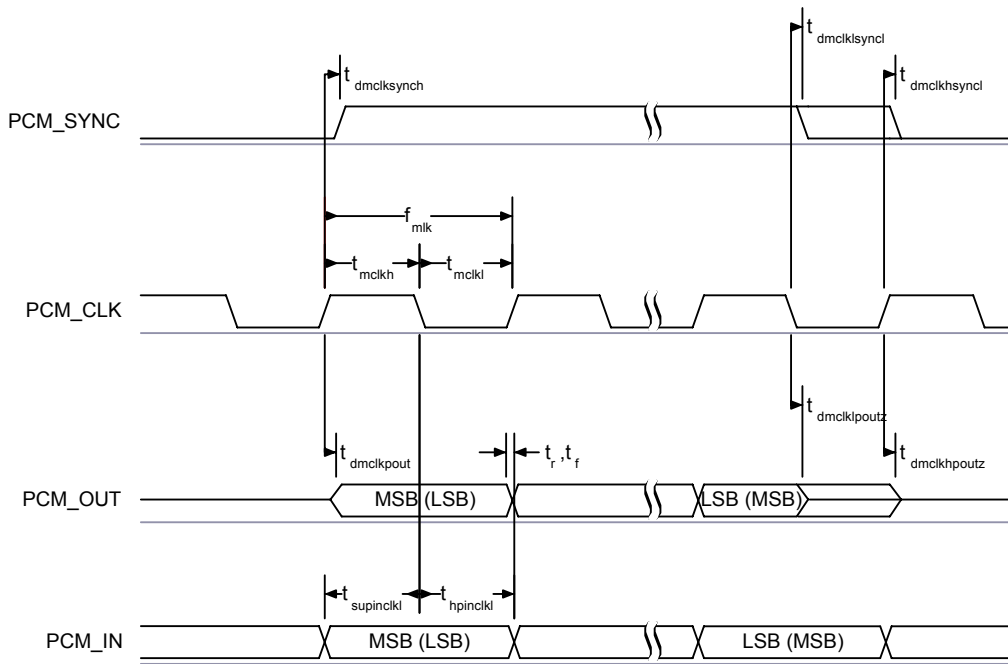 t dmclklsyncl
t dmclksynch
t dmclkhsyncl
PCM_SYNC
f mlk
t mclkh
t mclkl
PCM_CLK
t dmclklpoutz
t dmclkpout
t r ,t f
t dmclkhpoutz
PCM_OUT
MSB (LSB)
LSB (MSB)
t supinclkl
t hpinclkl
PCM_IN
MSB (LSB)
LSB (MSB)